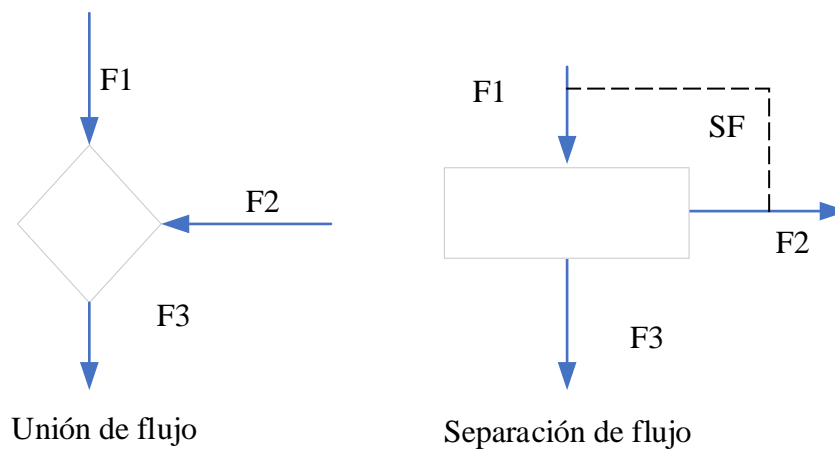 F1
F2
F3
Unión de flujo
F1
SF
F2
F3
Separación de flujo